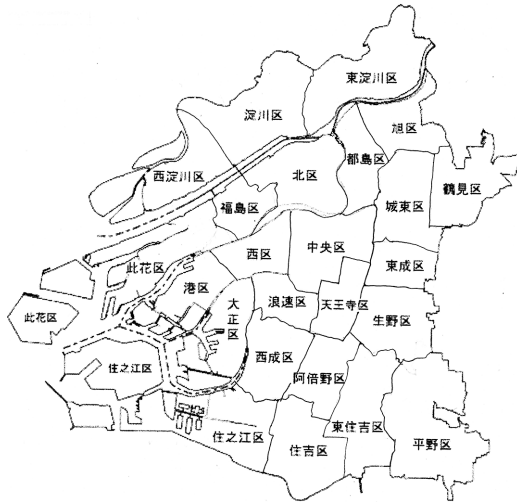 東淀川区
淀川区
旭区
都島区
西淀川区
北区
鶴見区
福島区
城東区
西区
中央区
此花区
東成区
港区
大正区
浪速区
天王寺区
此花区
生野区
西成区
住之江区
阿倍野区
東住吉区
住之江区
住吉区
平野区